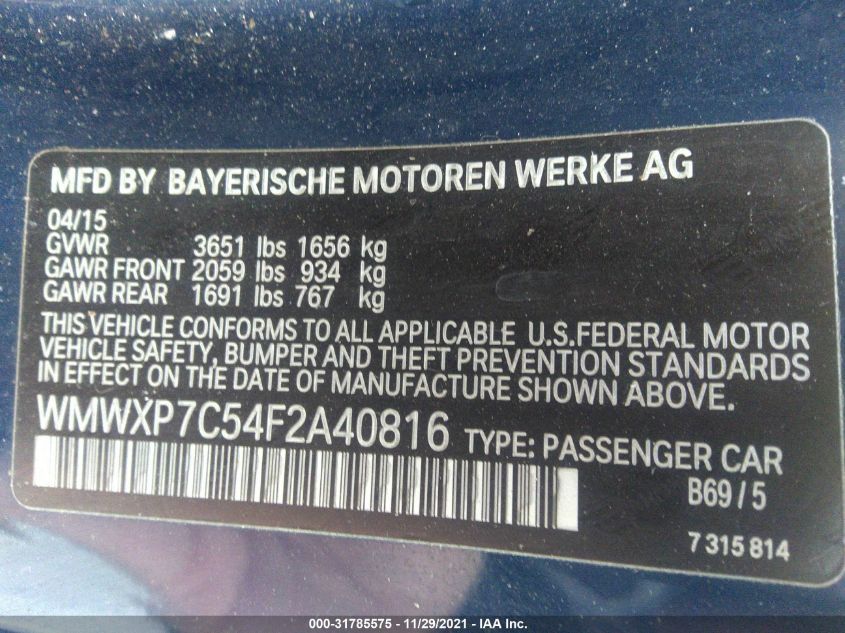 MFD BY BAYERISCHE MOTOREN WERKE AG
04/15
GVWR 3651 lbs 1656 kg
GAWR FRONT 2059 lbs 934 kg
GAWR REAR 1691 lbs 767 kg
THIS VEHICLE CONFORMS TO ALL APPLICABLE U.S.FEDERAL MOTOR
VEHICLE SAFETY, BUMPER AND THEFT PREVENTION STANDARDS
IN EFFECT ON THE DATE OF MANUFACTURE SHOWN ABOVE.
WMWXP7C54F2A40816 TYPE: PASSENGER CAR
B69/5
7 315 814
000-31785575 - 11/29/2021 - IAA Inc.